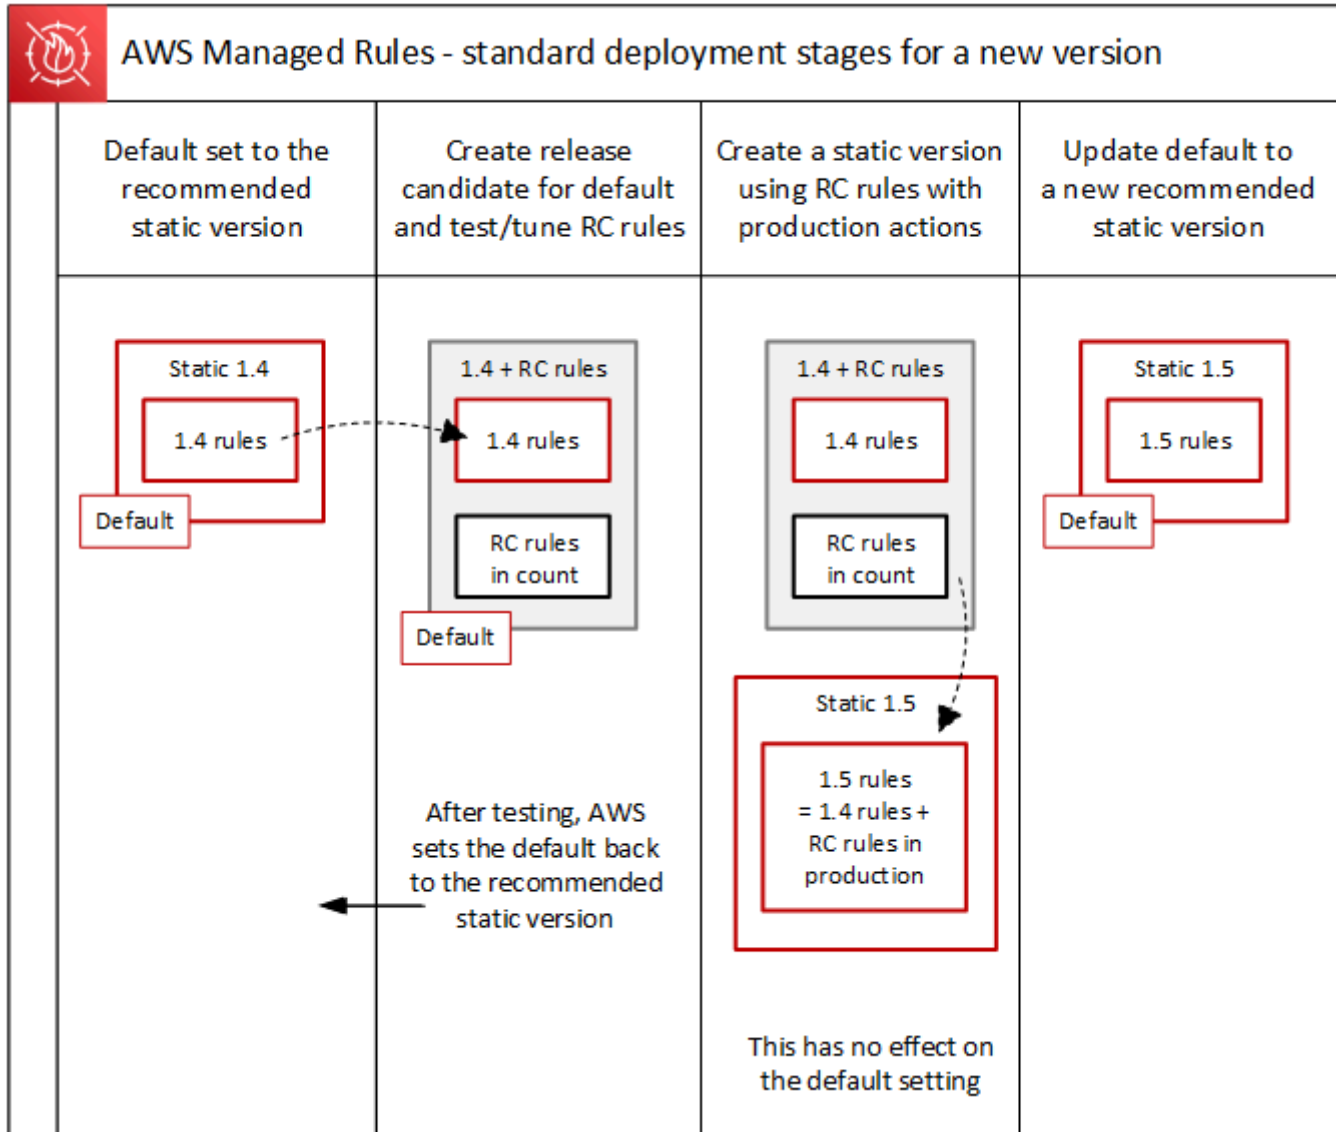 AWS Managed Rules - standard deployment stages for a new version
Default set to the
recommended
static version
Create release
candidate for default
and test/tune RC rules
Create a static version
using RC rules with
production actions
Update default to
a new recommended
static version
Static 1.4
1.4 rules
Default
1.4 + RC rules
1.4 rules
RC rules
in count
Default
After testing, AWS
sets the default back
to the recommended
static version
1.4 + RC rules
1.4 rules
RC rules
in count
Static 1.5
1.5 rules
= 1.4 rules +
RC rules in
production
This has no effect on
the default setting
Static 1.5
1.5 rules
Default